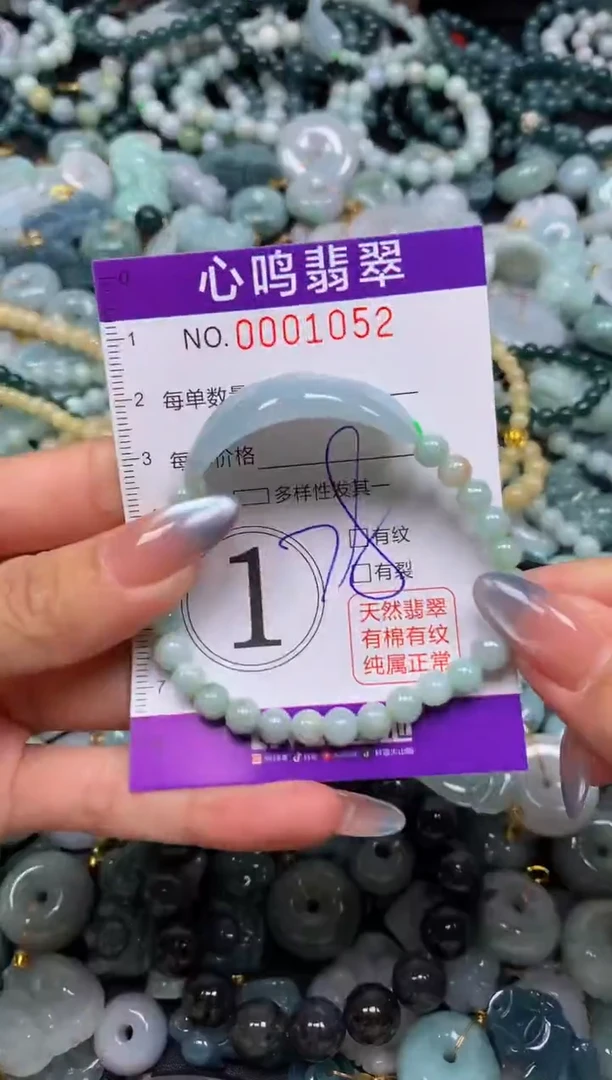 0
心鸣翡翠
1
NO.0001052
2 每单数
3 每 价格
多样性发其一
有纹
78
有裂
1
天然翡翠
有棉有纹
纯属正常
7